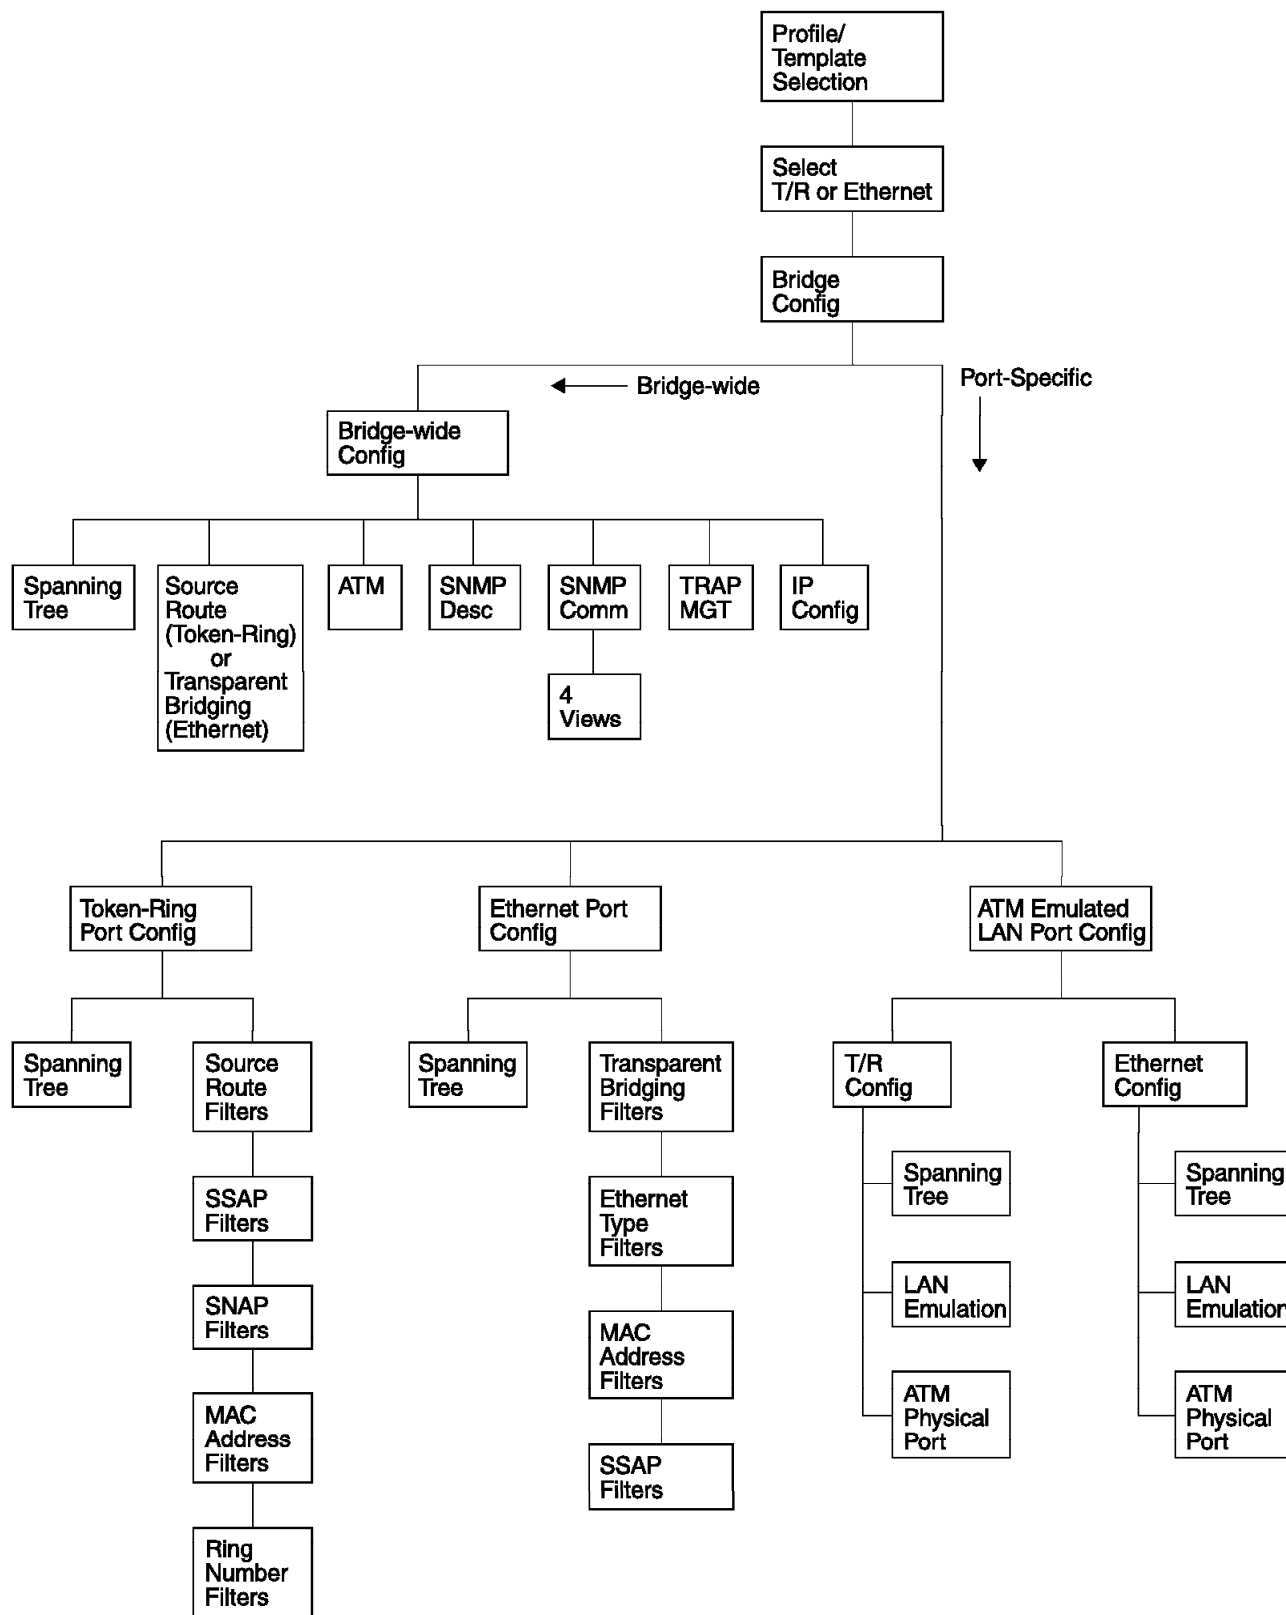 Profile/
Template
Selection
Select
T/R or Ethernet
Bridge
Config
Bridge-wide
Port-Specific
Bridge-wide
Config
Spanning
Tree
Source
Route
(Token-Ring)
or
Transparent
Bridging
(Ethernet)
ATM
SNMP
Desc
SNMP
Comm
TRAP
MGT
IP
Config
4
Views
Token-Ring
Port Config
Ethernet Port
Config
ATM Emulated
LAN Port Config
Spanning
Tree
Source
Route
Filters
Spanning
Tree
Transparent
Bridging
Filters
T/R
Config
Ethernet
Config
SSAP
Filters
SNAP
Filters
MAC
Address
Filters
Ring
Number
Filters
Ethernet
Type
Filters
MAC
Address
Filters
SSAP
Filters
Spanning
Tree
LAN
Emulation
ATM
Physical
Port
Spanning
Tree
LAN
Emulation
ATM
Physical
Port